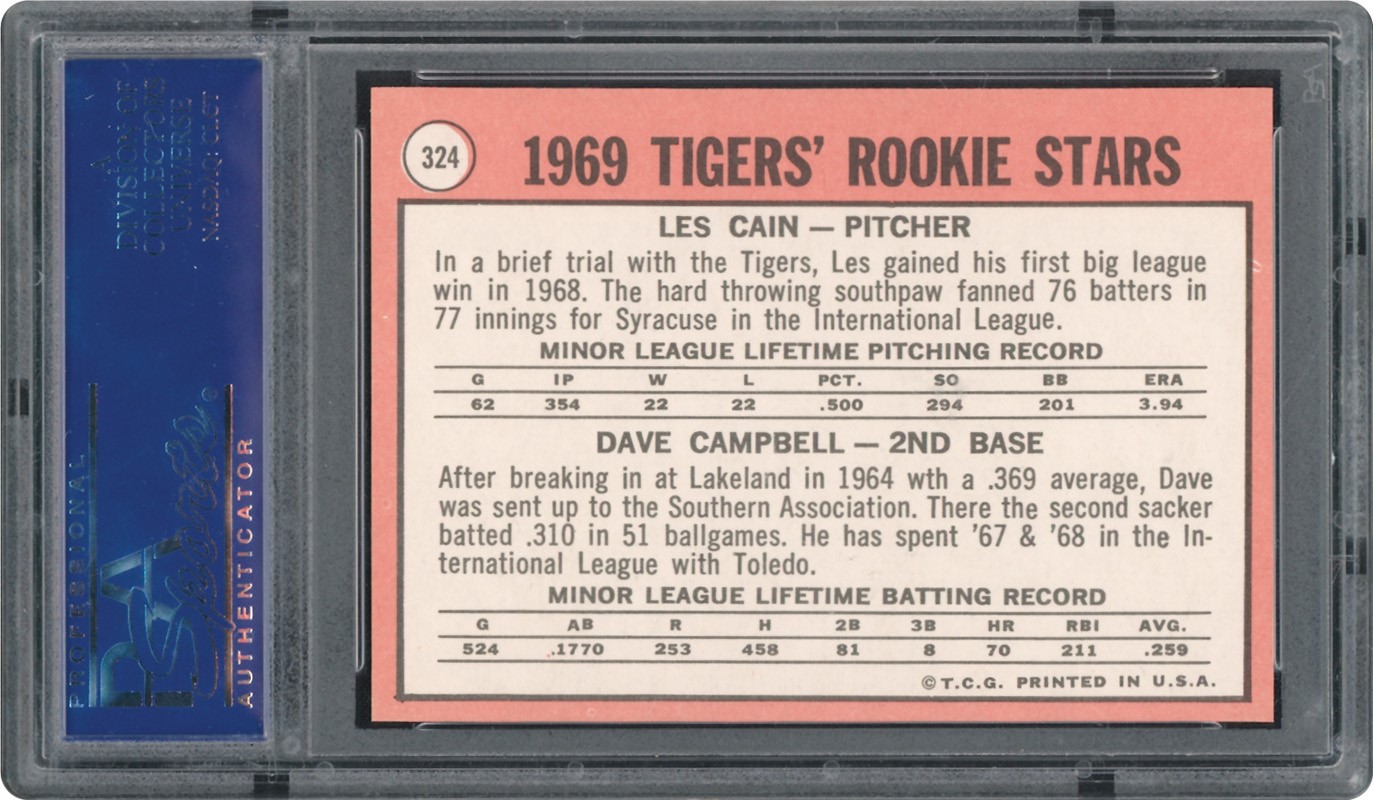 324
1969 TIGERS' ROOKIE STARS
LES CAIN — PITCHER
In a brief trial with the Tigers, Les gained his first big league
win in 1968. The hard throwing southpaw fanned 76 batters in
77 innings for Syracuse in the International League.
MINOR LEAGUE LIFETIME PITCHING RECORD
G IP W L PCT. SO BB ERA
62 354 22 22 .500 294 201 3.94
DAVE CAMPBELL — 2ND BASE
After breaking in at Lakeland in 1964 wth a .369 average, Dave
was sent up to the Southern Association. There the second sacker
batted .310 in 51 ballgames. He has spent '67 & '68 in the In-
ternational League with Toledo.
MINOR LEAGUE LIFETIME BATTING RECORD
G AB R H 2B 3B HR RBI AVG.
524 .1770 253 458 81 8 70 211 .259
© T.C.G. PRINTED IN U.S.A.
A
DIVISION OF
COLLECTORS
UNIVERSE
NASDAQ: CLCT
PROFESSIONAL
PSA
Sports
AUTHENTICATOR
PSA